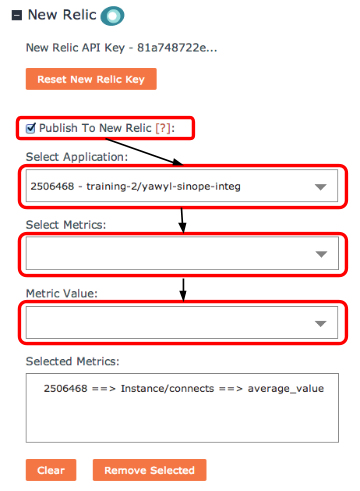 New Relic
New Relic API Key - 81a748722e...
Reset New Relic Key
Publish To New Relic [?]:
Select Application:
2506468 - training-2/yawyl-sinope-integ
Select Metrics:
Metric Value:
Selected Metrics:
2506468 ==> Instance/connects ==> average_value
Clear Remove Selected